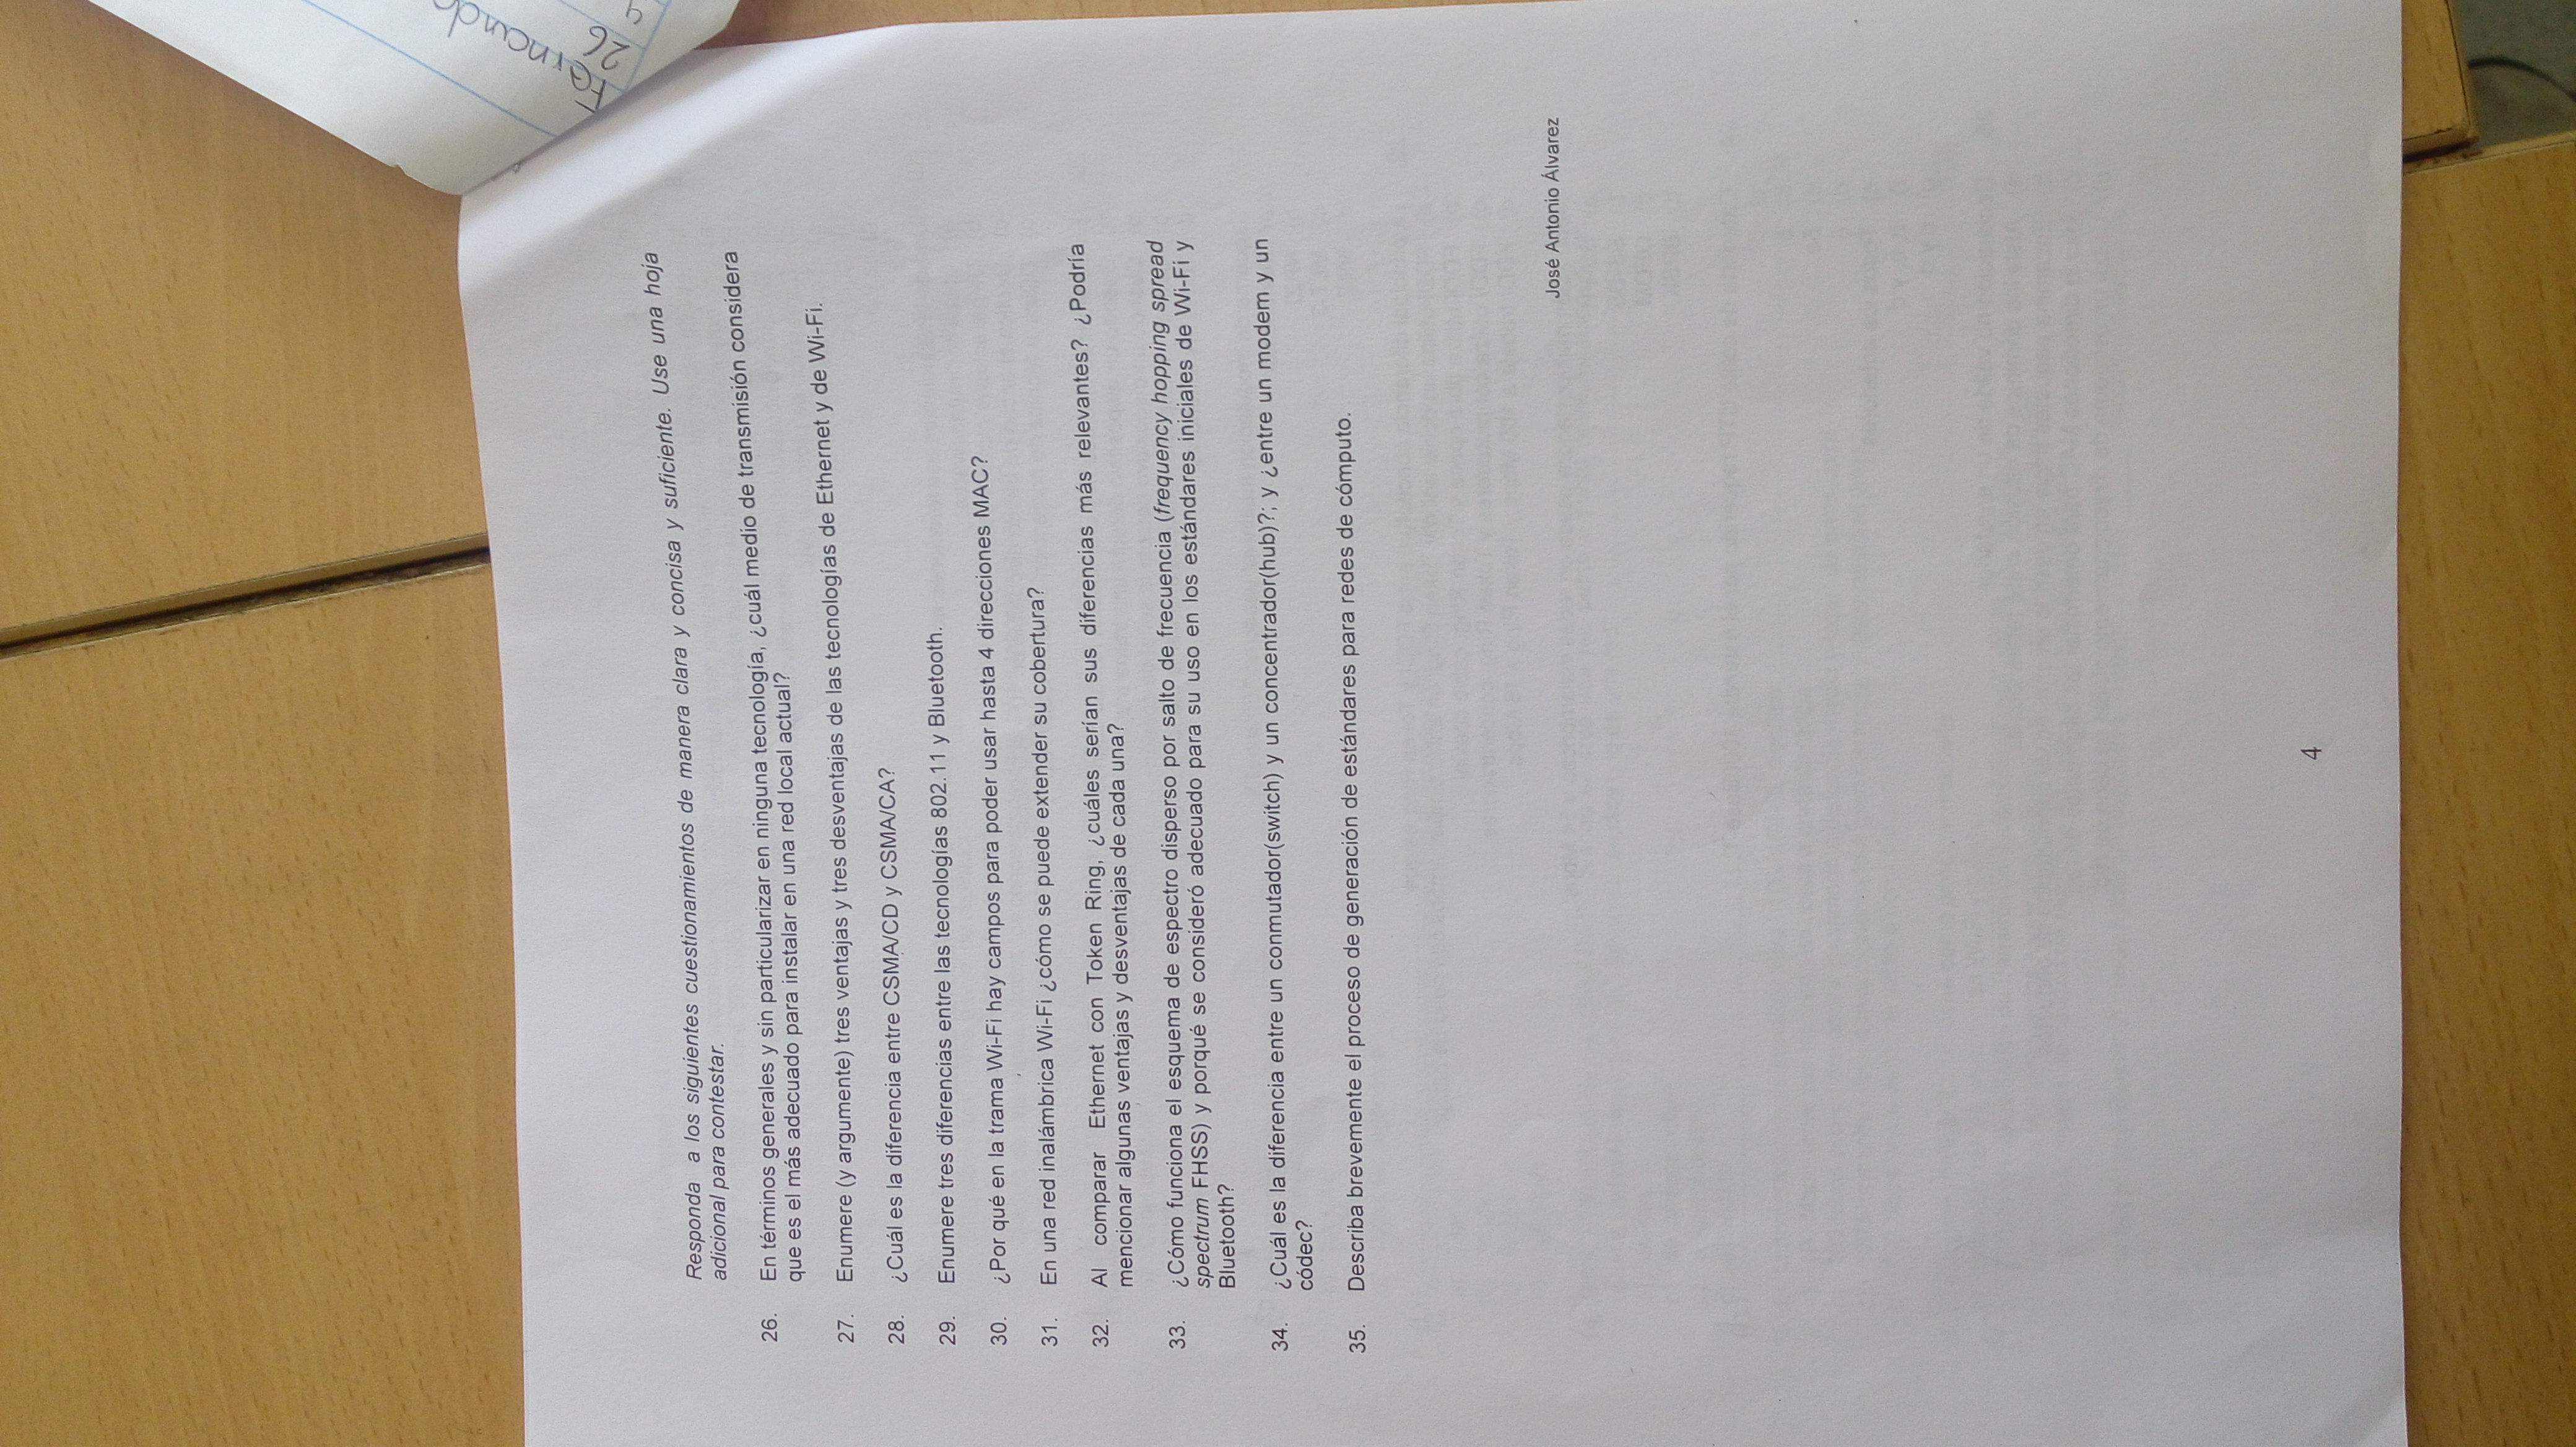 Responda a los siguientes cuestionamientos de manera clara y concisa y suficiente. Use una hoja
adicional para contestar.
26. En términos generales y sin particularizar en ninguna tecnología, ¿cuál medio de transmisión considera
que es el más adecuado para instalar en una red local actual?
27. Enumere (y argumente) tres ventajas y tres desventajas de las tecnologías de Ethernet y de Wi-Fi.
28. ¿Cuál es la diferencia entre CSMA/CD y CSMA/CA?
29. Enumere tres diferencias entre las tecnologías 802.11 y Bluetooth.
30. ¿Por qué en la trama Wi-Fi hay campos para poder usar hasta 4 direcciones MAC?
31. En una red inalámbrica Wi-Fi ¿cómo se puede extender su cobertura?
32. Al comparar Ethernet con Token Ring, ¿cuáles serían sus diferencias más relevantes? ¿Podría
mencionar algunas ventajas y desventajas de cada una?
33. ¿Cómo funciona el esquema de espectro disperso por salto de frecuencia (frequency hopping spread
spectrum FHSS) y porqué se consideró adecuado para su uso en los estándares iniciales de Wi-Fi y
Bluetooth?
34. ¿Cuál es la diferencia entre un conmutador(switch) y un concentrador(hub)?; y ¿entre un modem y un
códec?
35. Describa brevemente el proceso de generación de estándares para redes de cómputo.
José Antonio Álvarez
4
26